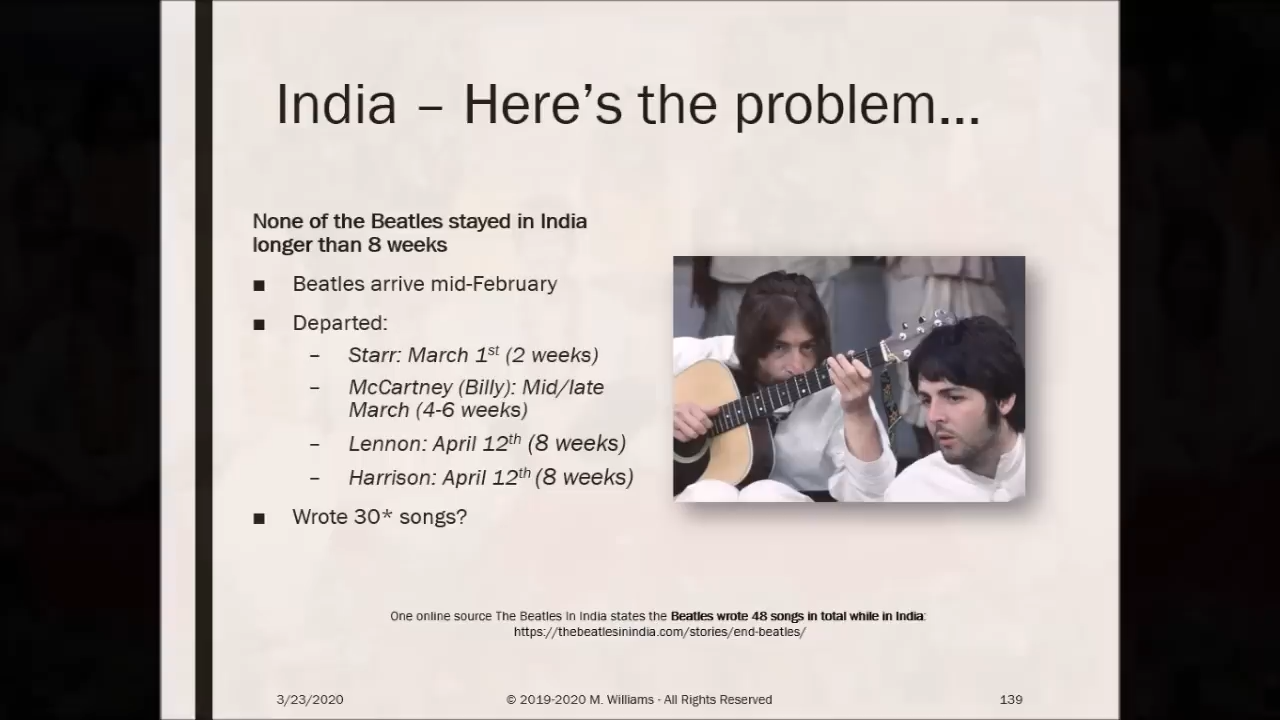 India – Here's the problem...
None of the Beatles stayed in India
longer than 8 weeks
■ Beatles arrive mid-February
■ Departed:
– Starr: March 1st (2 weeks)
– McCartney (Billy): Mid/late
March (4-6 weeks)
– Lennon: April 12th (8 weeks)
– Harrison: April 12th (8 weeks)
■ Wrote 30* songs?
One online source The Beatles In India states the Beatles wrote 48 songs in total while in India:
https://thebeatlesinindia.com/stories/end-beatles/
3/23/2020 © 2019-2020 M. Williams - All Rights Reserved 139